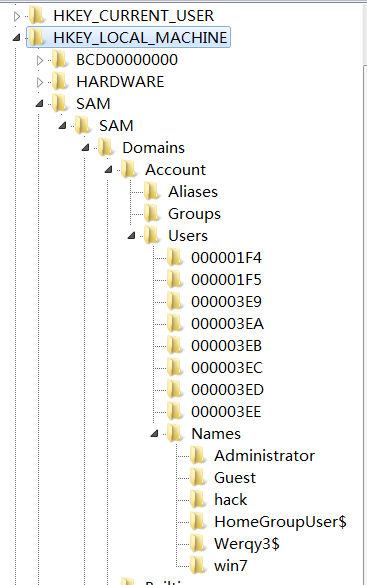 HKEY_CURRENT_USER
HKEY_LOCAL_MACHINE
BCD00000000
HARDWARE
SAM
SAM
Domains
Account
Aliases
Groups
Users
000001F4
000001F5
000003E9
000003EA
000003EB
000003EC
000003ED
000003EE
Names
Administrator
Guest
hack
HomeGroupUser$
Werqy3$
win7